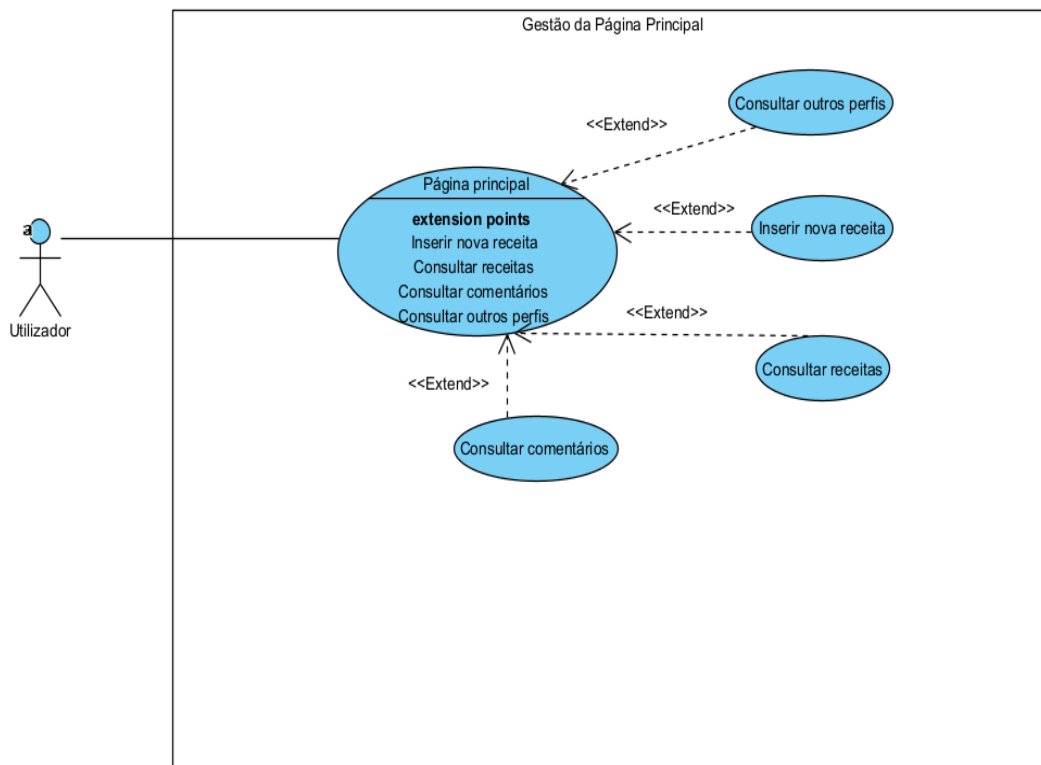 Gestão da Página Principal
Consultar outros perfis
<<Extend>>
Página principal
extension points
Inserir nova receita
Consultar receitas
Consultar comentários
Consultar outros perfis
<<Extend>>
Inserir nova receita
a
Utilizador
<<Extend>>
Consultar receitas
<<Extend>>
Consultar comentários